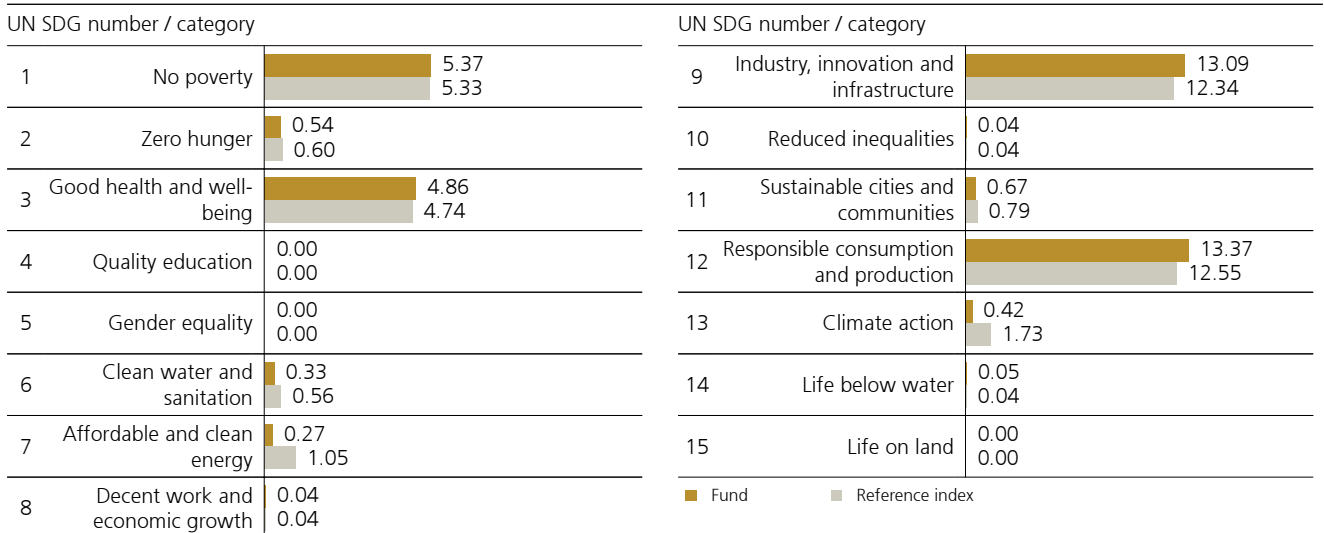 UN SDG number / category
1 No poverty 5.37
5.33
2 Zero hunger 0.54
0.60
3 Good health and well-
being 4.86
4.74
4 Quality education 0.00
0.00
5 Gender equality 0.00
0.00
6 Clean water and
sanitation 0.33
0.56
7 Affordable and clean
energy 0.27
1.05
8 Decent work and
economic growth 0.04
0.04
UN SDG number / category
9 Industry, innovation and
infrastructure 13.09
12.34
10 Reduced inequalities 0.04
0.04
11 Sustainable cities and
communities 0.67
0.79
12 Responsible consumption
and production 13.37
12.55
13 Climate action 0.42
1.73
14 Life below water 0.05
0.04
15 Life on land 0.00
0.00
Fund Reference index